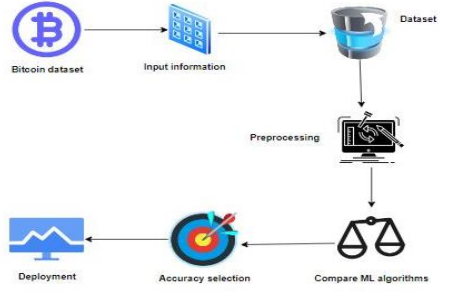 Bitcoin dataset
Input information
Dataset
Preprocessing
Compare ML algorithms
Accuracy selection
Deployment